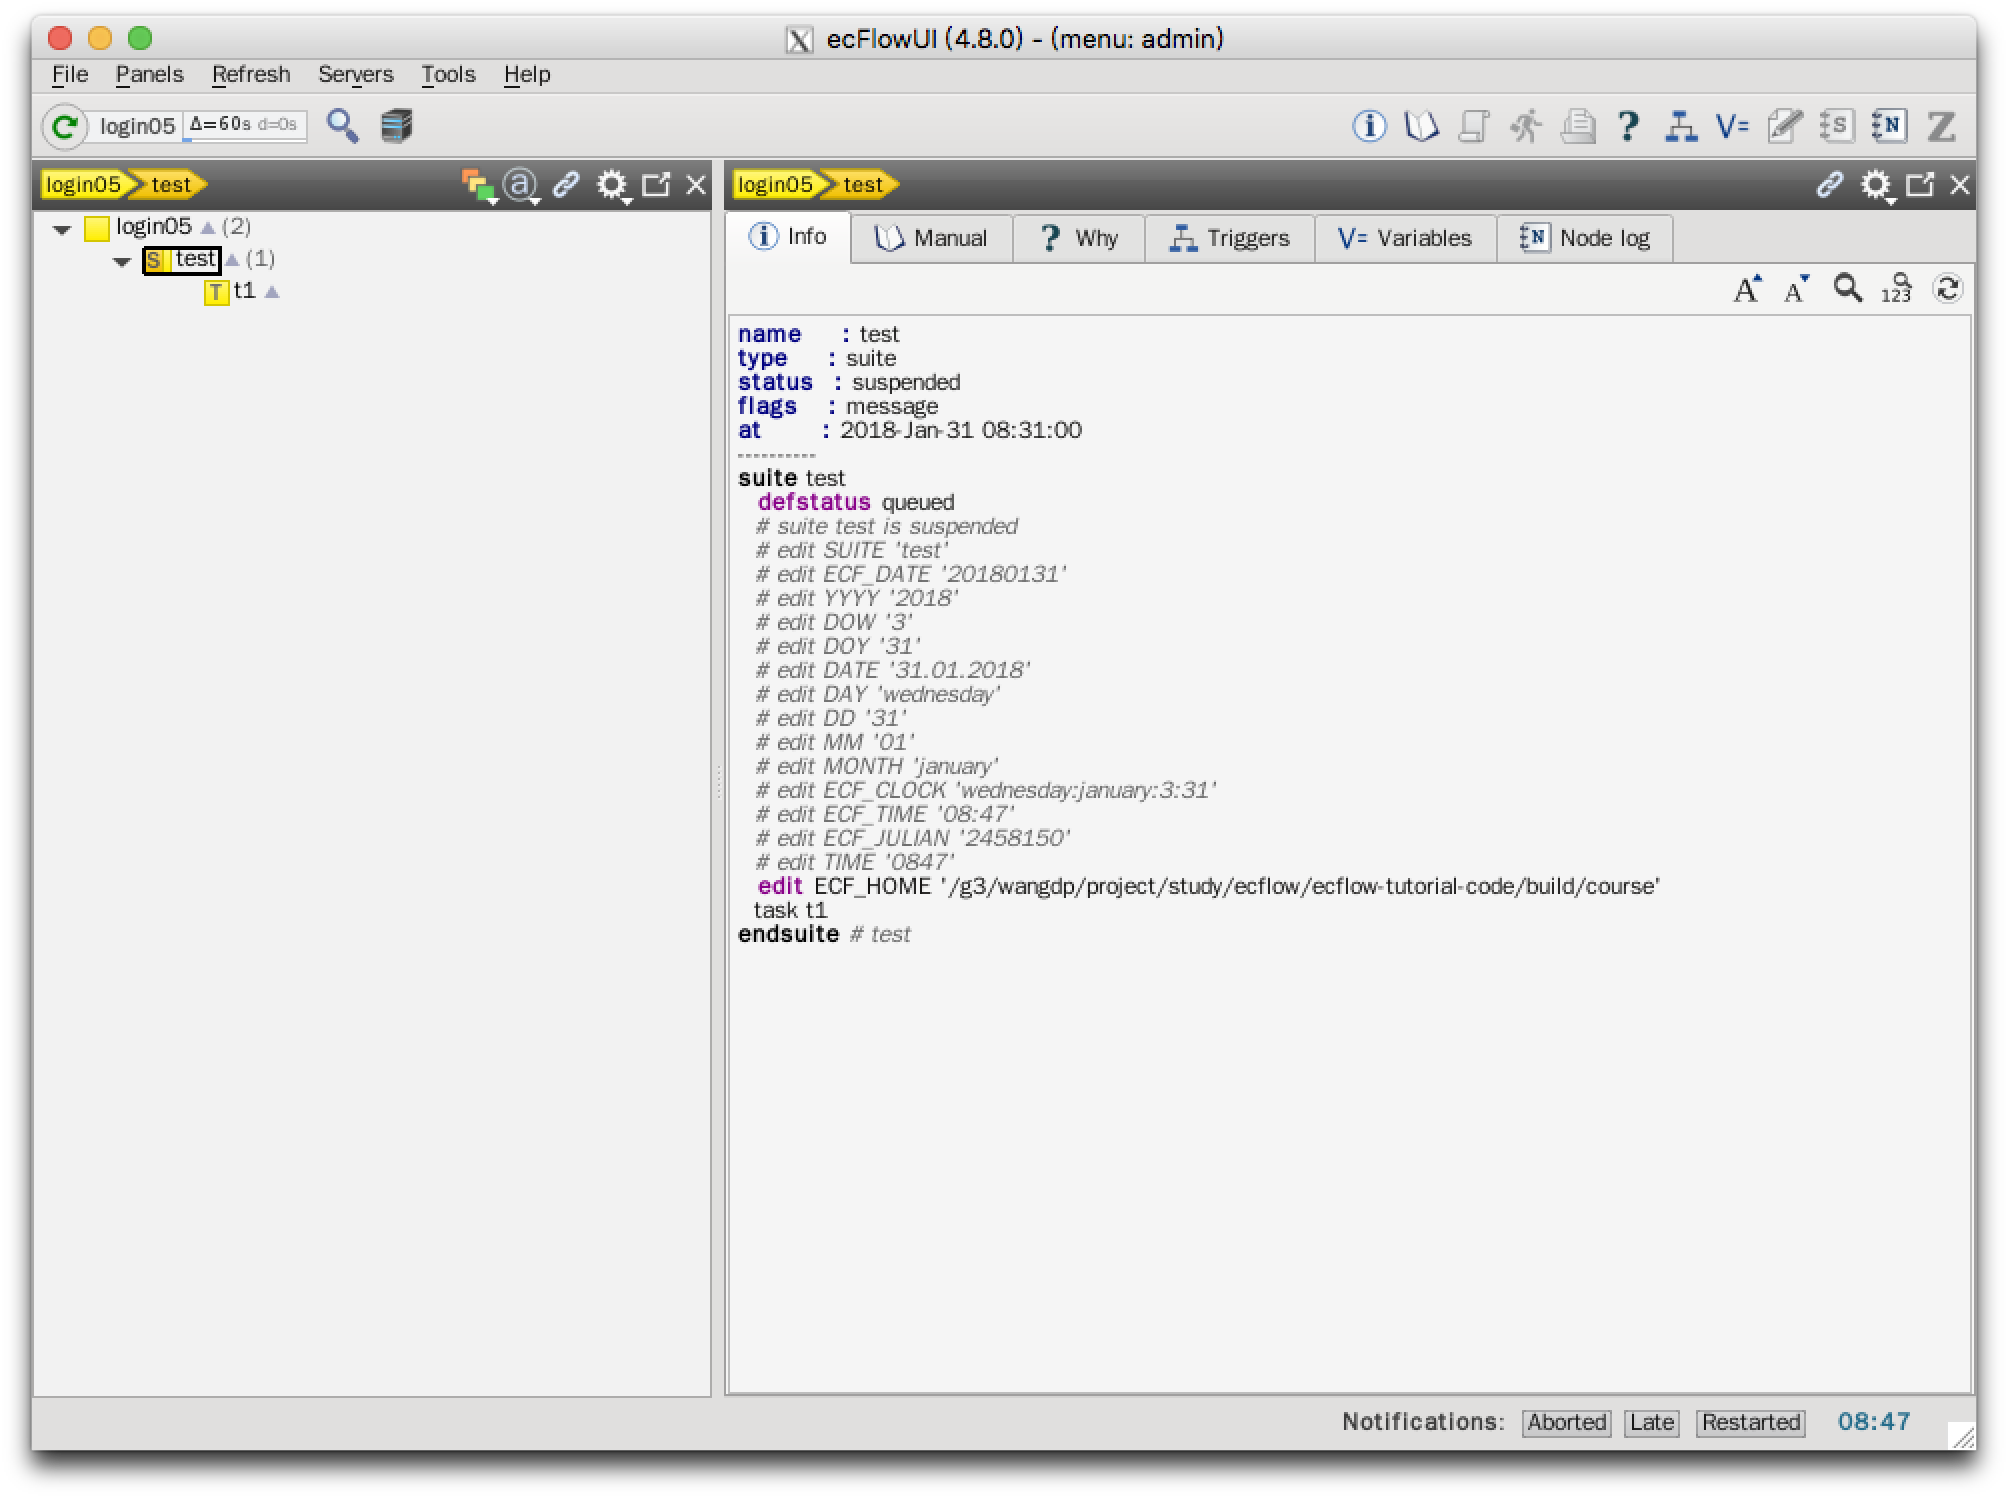 ecFlowUI (4.8.0) - (menu: admin)
File Panels Refresh Servers Tools Help
login05 Δ=60s d=0s
V= S N Z
login05 test
login05 test
login05 (2)
S test (1)
T t1
Info Manual ? Why Triggers V= Variables N Node log
A A 123
name : test
type : suite
status : suspended
flags : message
at : 2018-Jan-31 08:31:00
----------
suite test
defstatus queued
# suite test is suspended
# edit SUITE 'test'
# edit ECF_DATE '20180131'
# edit YYYY '2018'
# edit DOW '3'
# edit DOY '31'
# edit DATE '31.01.2018'
# edit DAY 'wednesday'
# edit DD '31'
# edit MM '01'
# edit MONTH 'january'
# edit ECF_CLOCK 'wednesday:january:3:31'
# edit ECF_TIME '08:47'
# edit ECF_JULIAN '2458150'
# edit TIME '0847'
edit ECF_HOME '/g3/wangdp/project/study/ecflow/ecflow-tutorial-code/build/course'
task t1
endsuite # test
Notifications: Aborted Late Restarted 08:47